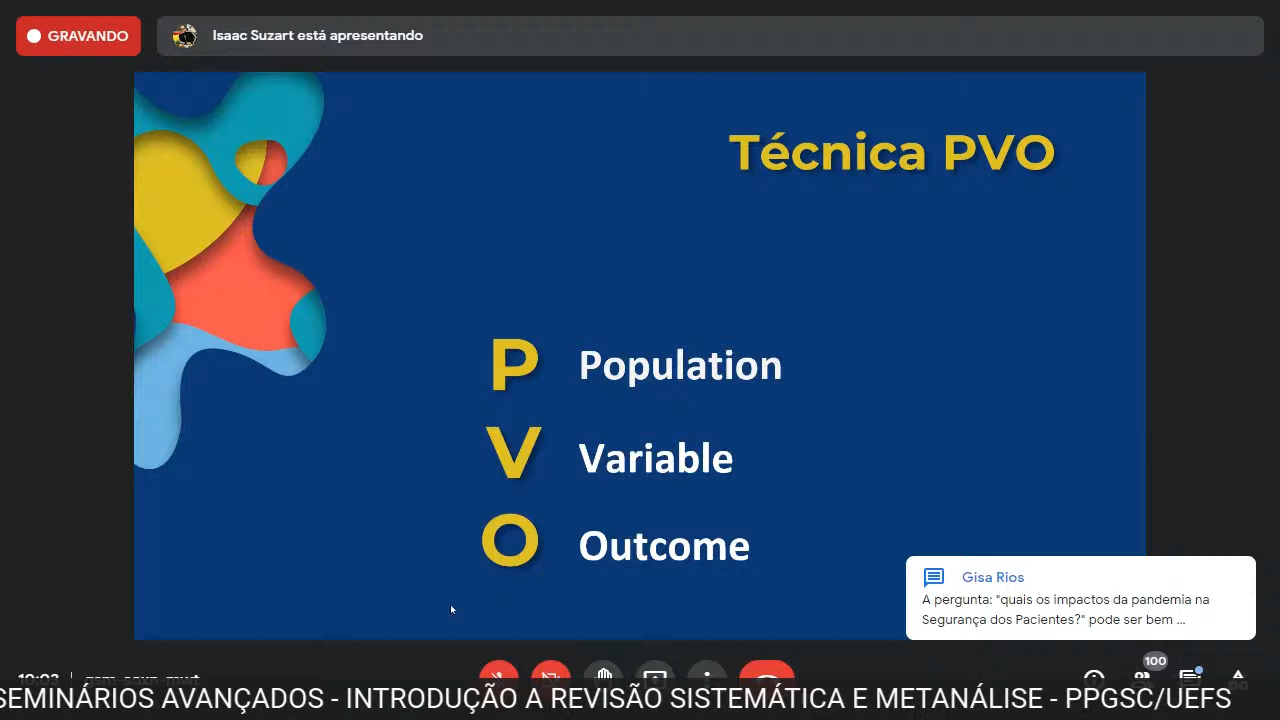 GRAVANDO
Isaac Suzart está apresentando
Técnica PVO
P Population
V Variable
O Outcome
Gisa Rios
A pergunta: "quais os impactos da pandemia na
Segurança dos Pacientes?" pode ser bem ...
100
SEMINÁRIOS AVANÇADOS - INTRODUÇÃO A REVISÃO SISTEMÁTICA E METANÁLISE - PPGSC/UEFS